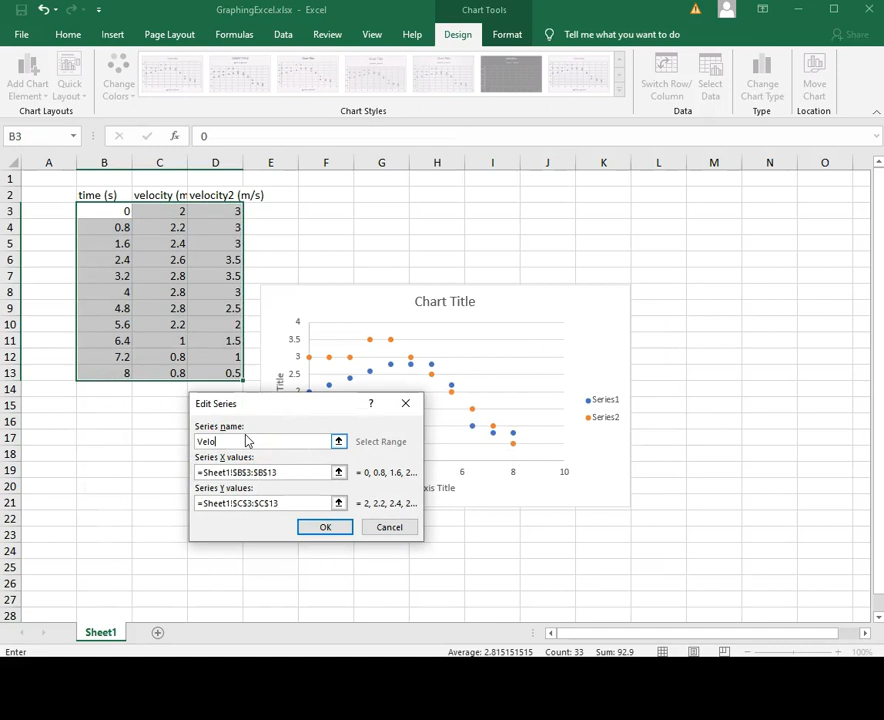 GraphingExcel.xlsx - Excel
Chart Tools
File Home Insert Page Layout Formulas Data Review View Help Design Format Tell me what you want to do Share
Add Chart Element
Quick Layout
Change Colors
Switch Row/ Column
Select Data
Change Chart Type
Move Chart
Chart Layouts Chart Styles Data Type Location
B3 fx 0
A B C D E F G H I J K L M N O
1
2 time (s) velocity (m velocity2 (m/s)
3 0 2 3
4 0.8 2.2 3
5 1.6 2.4 3
6 2.4 2.6 3.5
7 3.2 2.8 3.5
8 4 2.8 3
9 4.8 2.8 2.5
10 5.6 2.2 2
11 6.4 1 1.5
12 7.2 0.8 1
13 8 0.8 0.5
14
15
16
17
18
19
20
21
22
23
24
25
26
27
28
Chart Title
4
3.5
3
2.5
2
Title
Series1
Series2
6 8 10
xis Title
Edit Series ?
Series name:
Velo Select Range
Series X values:
=Sheet1!$B$3:$B$13 = 0, 0.8, 1.6, 2...
Series Y values:
=Sheet1!$C$3:$C$13 = 2, 2.2, 2.4, 2...
OK Cancel
Sheet1
Enter Average: 2.815151515 Count: 33 Sum: 92.9 100%